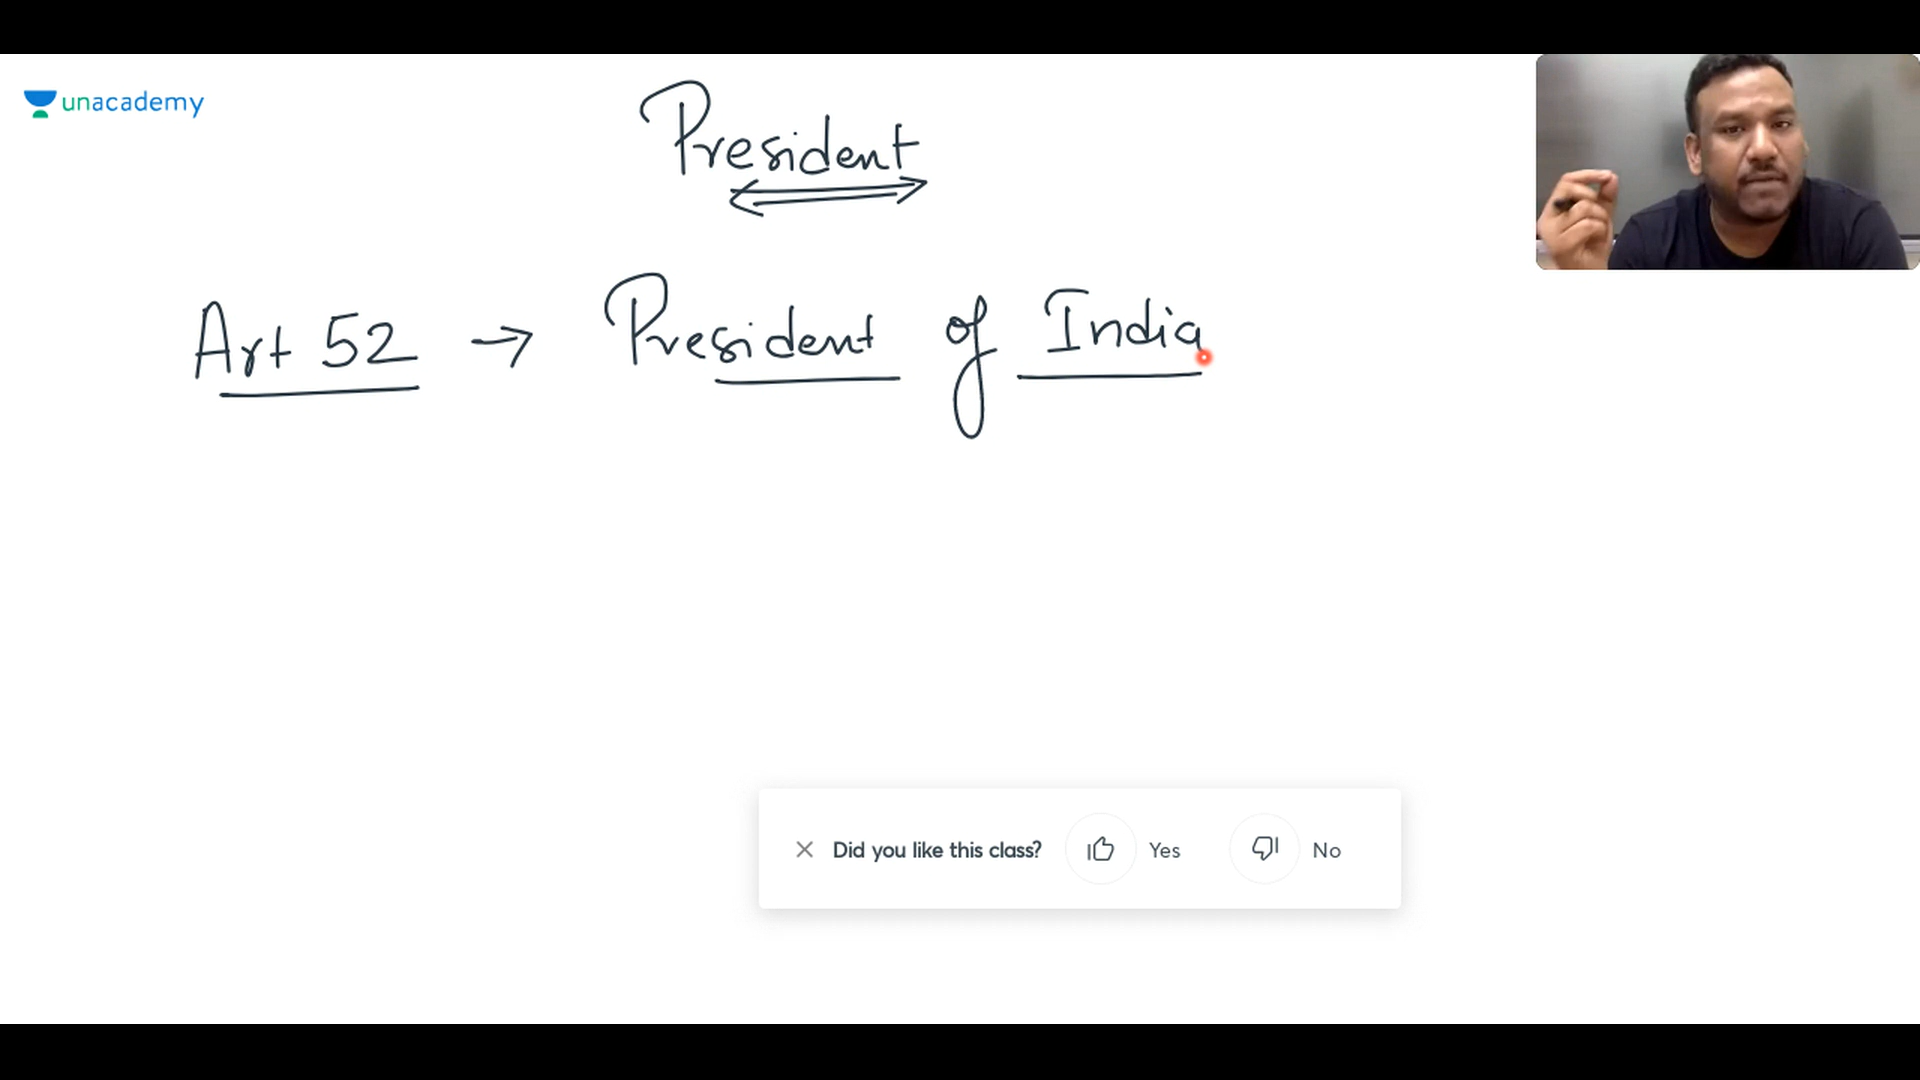 unacademy
President
Art 52 → President of India
Did you like this class? Yes No